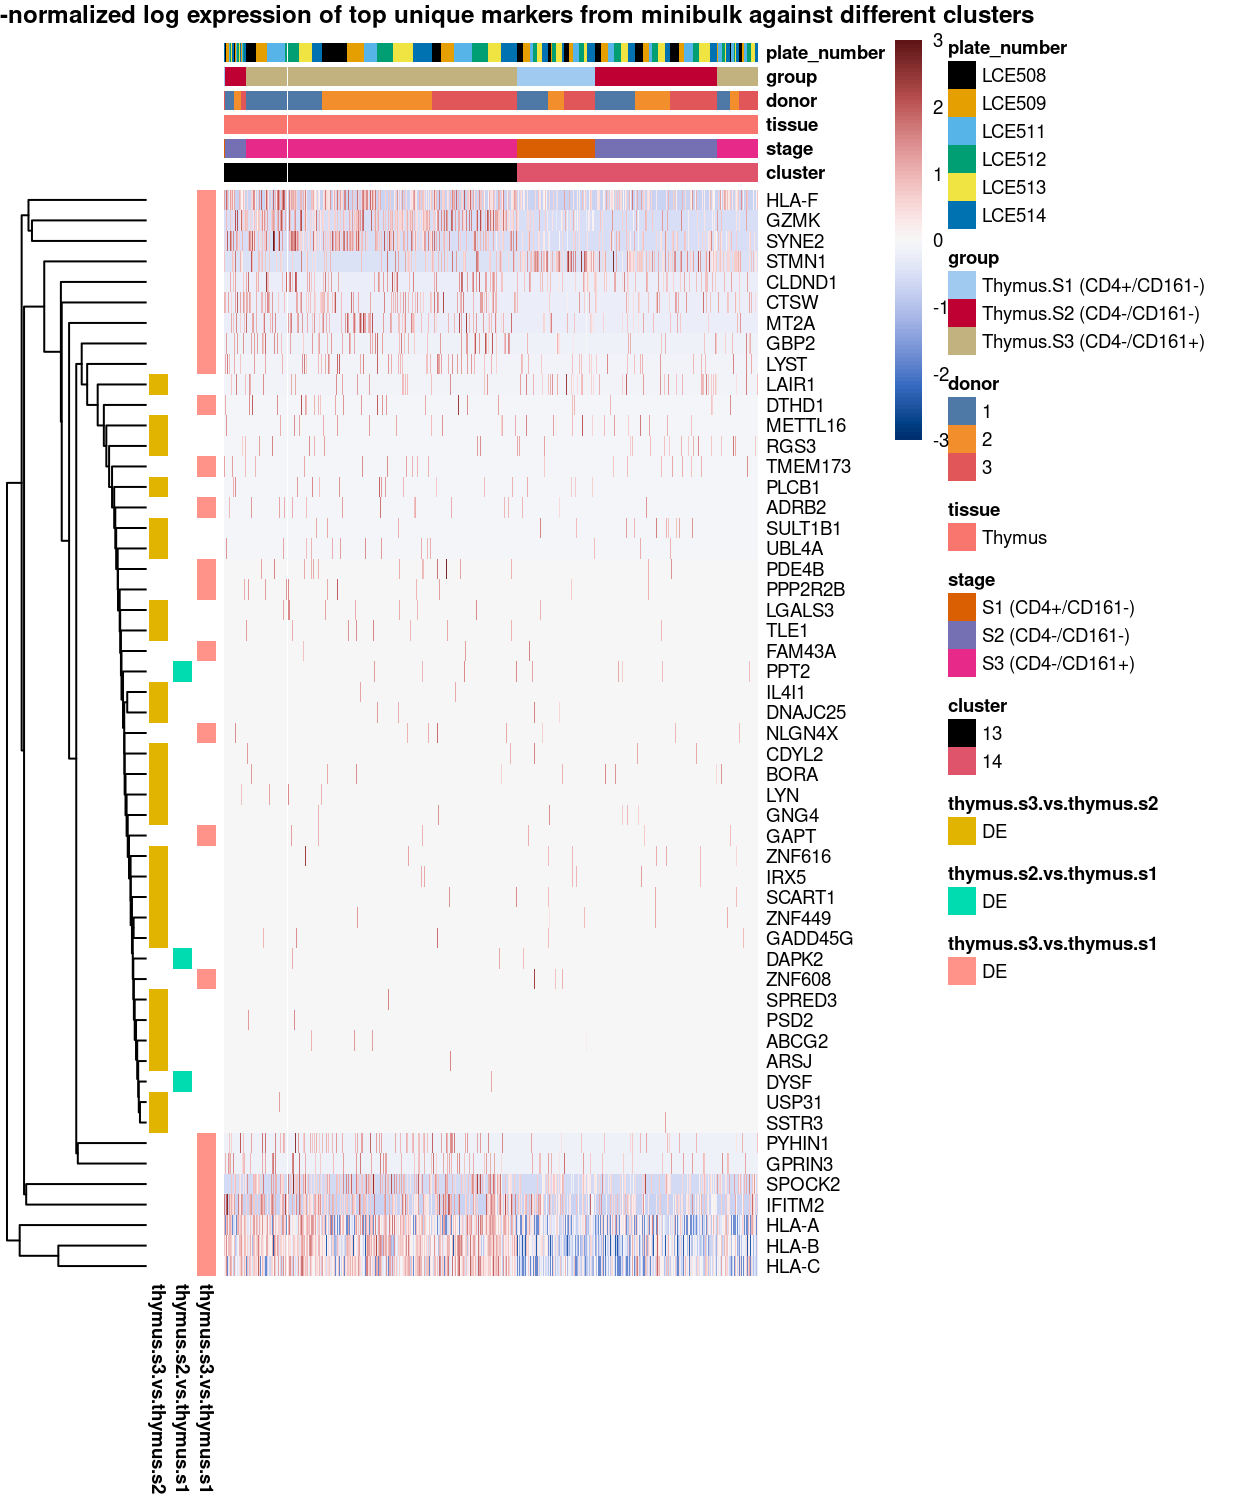 -normalized log expression of top unique markers from minibulk against different clusters
plate_number
group
donor
tissue
stage
cluster
HLA-F
GZMK
SYNE2
STMN1
CLDND1
CTSW
MT2A
GBP2
LYST
LAIR1
DTHD1
METTL16
RGS3
TMEM173
PLCB1
ADRB2
SULT1B1
UBL4A
PDE4B
PPP2R2B
LGALS3
TLE1
FAM43A
PPT2
IL4I1
DNAJC25
NLGN4X
CDYL2
BORA
LYN
GNG4
GAPT
ZNF616
IRX5
SCART1
ZNF449
GADD45G
DAPK2
ZNF608
SPRED3
PSD2
ABCG2
ARSJ
DYSF
USP31
SSTR3
PYHIN1
GPRIN3
SPOCK2
IFITM2
HLA-A
HLA-B
HLA-C
thymus.s3.vs.thymus.s2
thymus.s2.vs.thymus.s1
thymus.s3.vs.thymus.s1
3
2
1
0
-1
-2
-3
plate_number
LCE508
LCE509
LCE511
LCE512
LCE513
LCE514
group
Thymus.S1 (CD4+/CD161-)
Thymus.S2 (CD4-/CD161-)
Thymus.S3 (CD4-/CD161+)
donor
1
2
3
tissue
Thymus
stage
S1 (CD4+/CD161-)
S2 (CD4-/CD161-)
S3 (CD4-/CD161+)
cluster
13
14
thymus.s3.vs.thymus.s2
DE
thymus.s2.vs.thymus.s1
DE
thymus.s3.vs.thymus.s1
DE